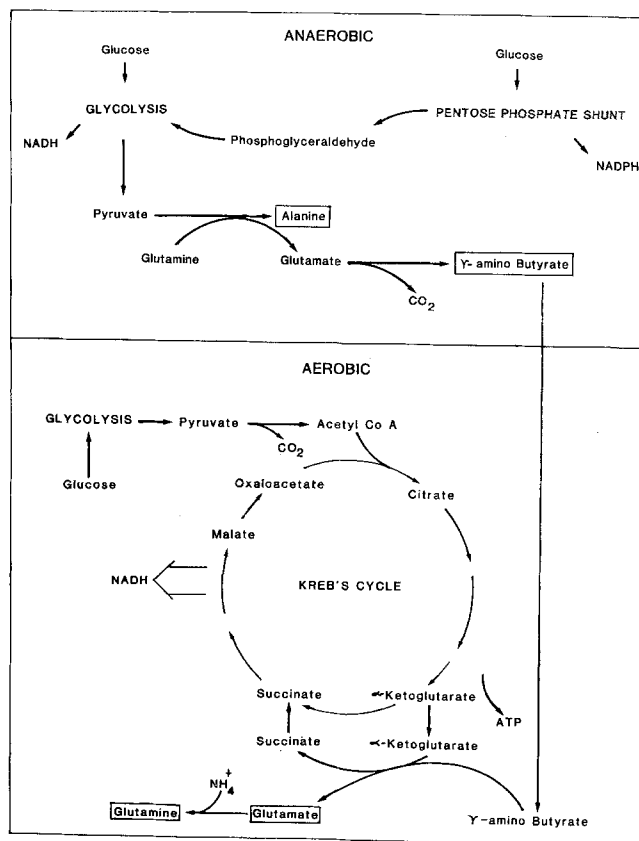 ANAEROBIC
Glucose
Glucose
GLYCOLYSIS
PENTOSE PHOSPHATE SHUNT
NADH
Phosphoglyceraldehyde
NADPH
Pyruvate
Alanine
Glutamine
Glutamate
γ-amino Butyrate
CO2
AEROBIC
GLYCOLYSIS
Pyruvate
Acetyl Co A
CO2
Glucose
Oxaloacetate
Citrate
Malate
NADH
KREB'S CYCLE
Succinate
α-Ketoglutarate
ATP
Succinate
α-Ketoglutarate
NH4+
Glutamine
Glutamate
γ-amino Butyrate